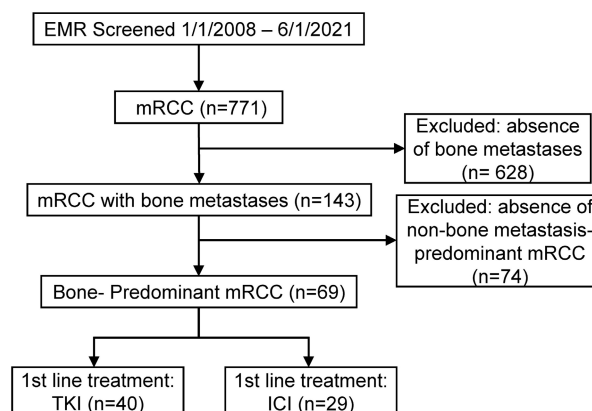 EMR Screened 1/1/2008 – 6/1/2021
mRCC (n=771)
Excluded: absence
of bone metastases
(n= 628)
mRCC with bone metastases (n=143)
Excluded: absence of
non-bone metastasis-
predominant mRCC
(n=74)
Bone- Predominant mRCC (n=69)
1st line treatment:
TKI (n=40)
1st line treatment:
ICI (n=29)